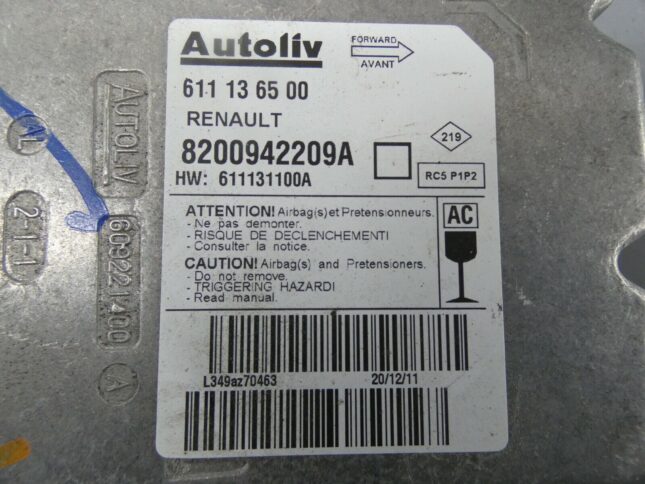 Autoliv
FORWARD
AVANT
611 13 65 00
RENAULT
219
8200942209A
RC5 P1P2
HW: 611131100A
ATTENTION! Airbag(s)et Pretensionneurs.
- Ne pas demonter.
- RISQUE DE DECLENCHEMENTI
- Consulter la notice.
AC
CAUTION! Airbag(s) and Pretensioners.
- Do not remove.
- TRIGGERING HAZARDI
- Read manual.
L349az70463
20/12/11
AUTOLIV
609221400
A
AL
2-1-1